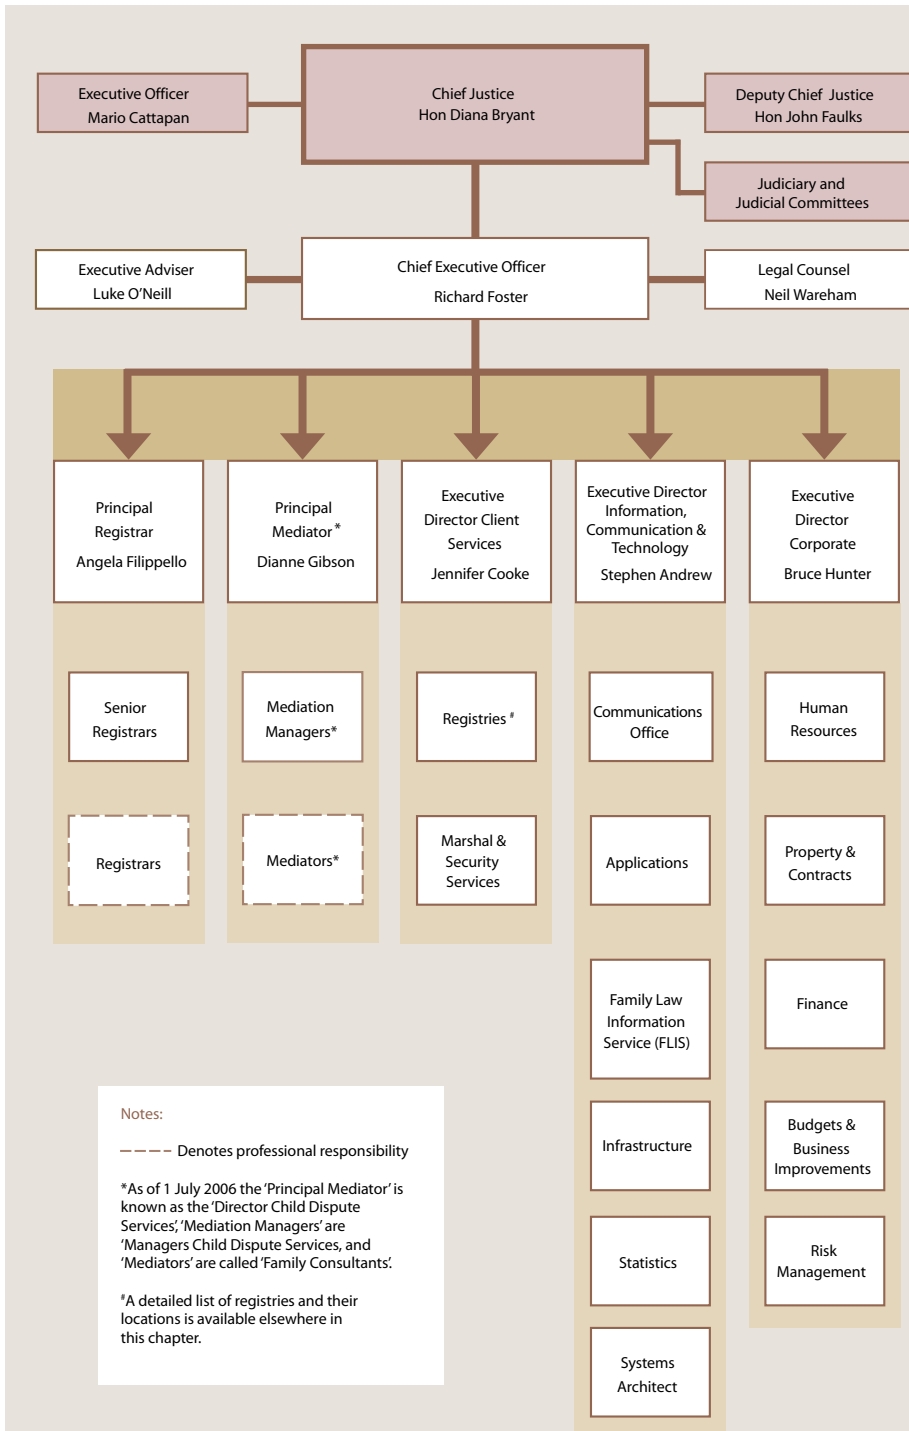 Executive Officer
Mario Cattapan
Chief Justice
Hon Diana Bryant
Deputy Chief Justice
Hon John Faulks
Judiciary and
Judicial Committees
Executive Adviser
Luke O’Neill
Chief Executive Officer
Richard Foster
Legal Counsel
Neil Wareham
Principal
Registrar
Angela Filippello
Principal
Mediator*
Dianne Gibson
Executive
Director Client
Services
Jennifer Cooke
Executive Director
Information,
Communication &
Technology
Stephen Andrew
Executive
Director
Corporate
Bruce Hunter
Senior
Registrars
Registrars
Mediation
Managers*
Mediators*
Registries #
Marshal &
Security
Services
Communications
Office
Applications
Family Law
Information
Service (FLIS)
Infrastructure
Statistics
Systems
Architect
Human
Resources
Property &
Contracts
Finance
Budgets &
Business
Improvements
Risk
Management
Notes:
Denotes professional responsibility
*As of 1 July 2006 the ‘Principal Mediator’ is
known as the ‘Director Child Dispute
Services’, ‘Mediation Managers’ are
‘Managers Child Dispute Services, and
‘Mediators’ are called ‘Family Consultants’.
#A detailed list of registries and their
locations is available elsewhere in
this chapter.